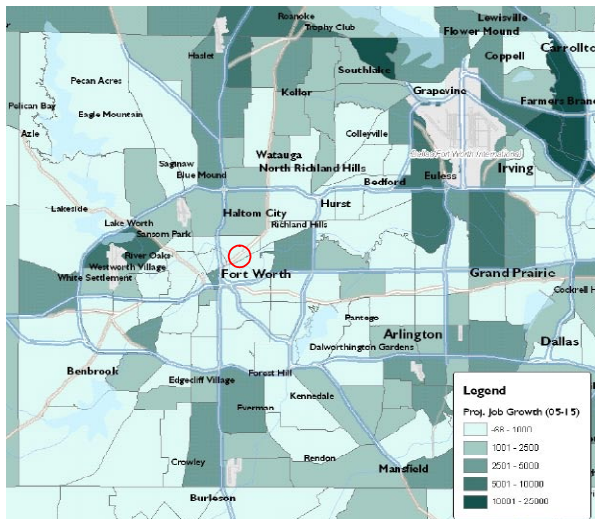 Roanoke
Trophy Club
Lewisville
Flower Mound
Carrollton
Haslet
Coppell
Southlake
Pecan Acres
Keller
Grapevine
Pelican Bay
Eagle Mountain
Farmers Bran
Azle
Colleyville
Dallas/Fort Worth International
Watauga
Saginaw
North Richland Hills
Blue Mound
Bedford
Euless
Irving
Lakeside
Haltom City
Hurst
Lake Worth
Richland Hills
Sansom Park
River Oaks
Westworth Village
White Settlement
Fort Worth
Grand Prairie
Cockrell H
Pantego
Arlington
Dallas
Dalworthington Gardens
Benbrook
Edgecliff Village
Forest Hill
Kennedale
Everman
Crowley
Rendon
Mansfield
Burleson
Legend
Proj. Job Growth (05-15)
-68 - 1000
1001 - 2500
2501 - 5000
5001 - 10000
10001 - 25000